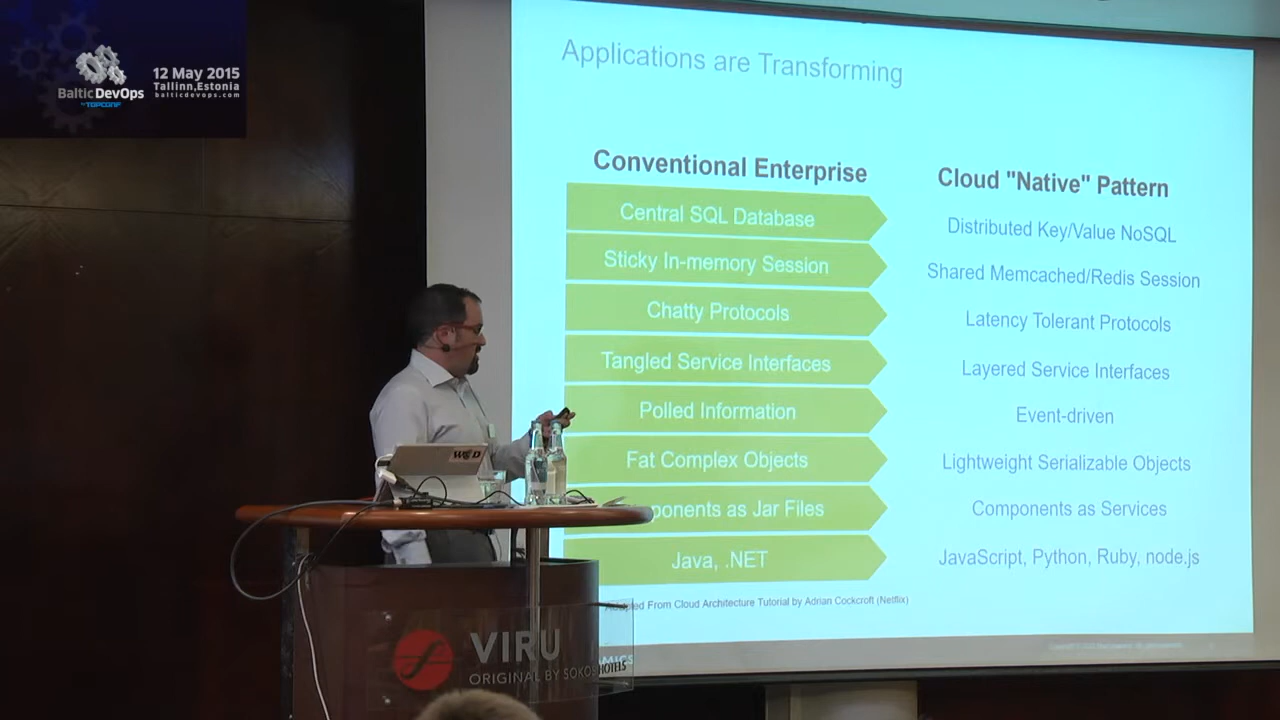 BalticDevOps
by TOPCONF
12 May 2015
Tallinn,Estonia
balticdevops.com
Applications are Transforming
Conventional Enterprise
Cloud "Native" Pattern
Central SQL Database
Distributed Key/Value NoSQL
Sticky In-memory Session
Shared Memcached/Redis Session
Chatty Protocols
Latency Tolerant Protocols
Tangled Service Interfaces
Layered Service Interfaces
Polled Information
Event-driven
Fat Complex Objects
Lightweight Serializable Objects
ponents as Jar Files
Components as Services
Java, .NET
JavaScript, Python, Ruby, node.js
From Cloud Architecture Tutorial by Adrian Cockcroft (Netflix)
VIRU
ORIGINAL BY SOKOS HOTELS